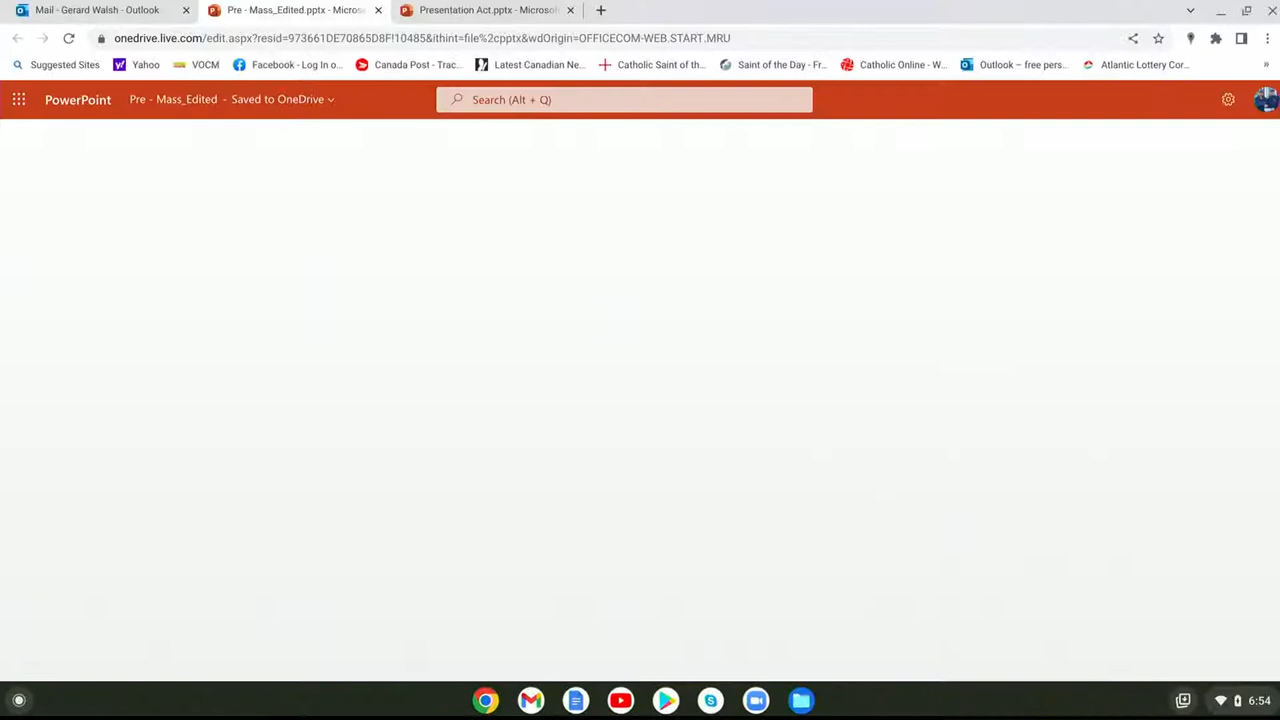 Mail - Gerard Walsh - Outlook
Pre - Mass_Edited.pptx - Micros
Presentation Act.pptx - Microsof
onedrive.live.com/edit.aspx?resid=973661DE70865D8F!10485&ithint=file%2cpptx&wdOrigin=OFFICECOM-WEB.START.MRU
Suggested Sites
Yahoo
VOCM
Facebook - Log In o...
Canada Post - Trac...
Latest Canadian Ne...
Catholic Saint of th...
Saint of the Day - Fr...
Catholic Online - W...
Outlook – free pers...
Atlantic Lottery Cor...
»
PowerPoint
Pre - Mass_Edited - Saved to OneDrive
Search (Alt + Q)
6:54